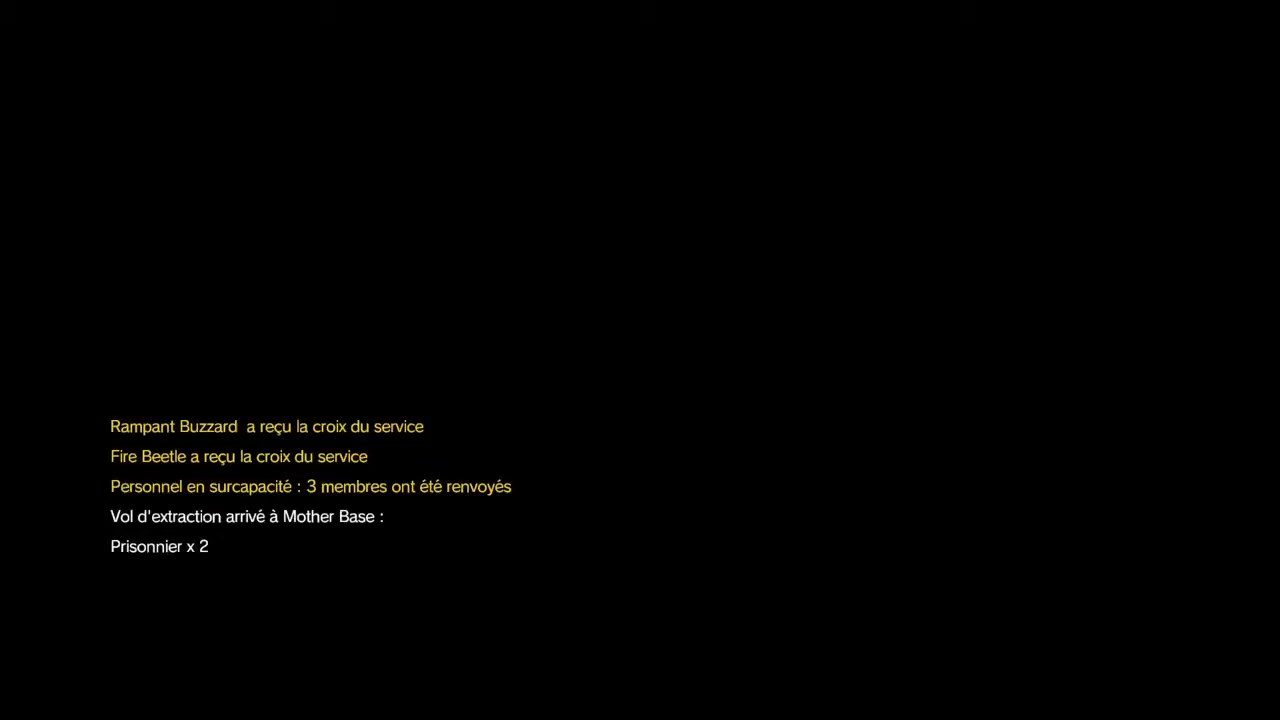 Rampant Buzzard  a reçu la croix du service
Fire Beetle a reçu la croix du service
Personnel en surcapacité : 3 membres ont été renvoyés
Vol d'extraction arrivé à Mother Base :
Prisonnier x 2